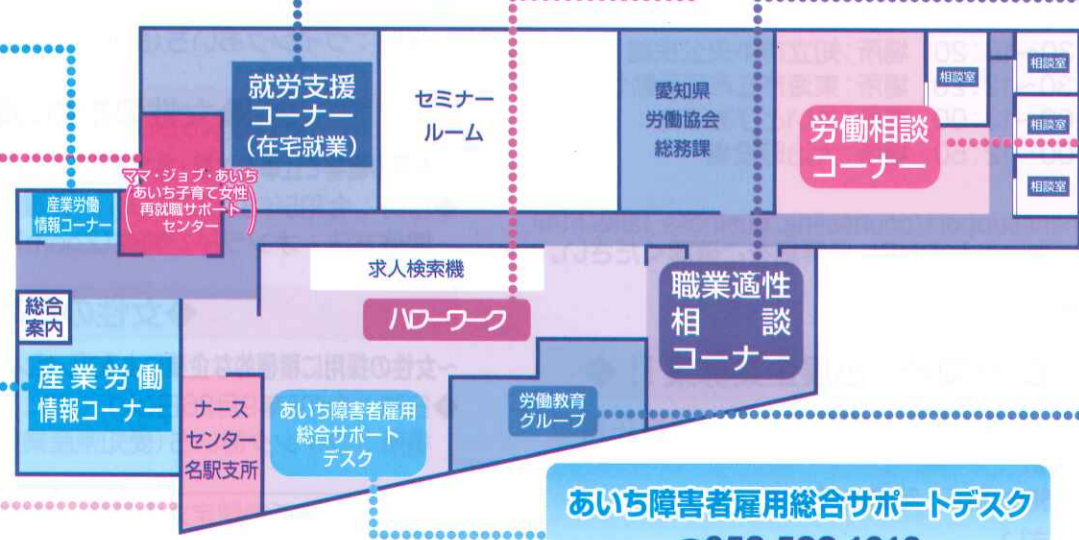 就労支援
コーナー
(在宅就業)
セミナー
ルーム
愛知県
労働協会
総務課
労働相談
コーナー
相談室
相談室
相談室
相談室
産業労働
情報コーナー
ママ・ジョブ・あいち
(あいち子育て女性
再就職サポート
センター)
求人検索機
ハローワーク
職業適性
相談
コーナー
総合
案内
産業労働
情報コーナー
ナース
センター
名駅支所
あいち障害者雇用
総合サポート
デスク
労働教育
グループ
あいち障害者雇用総合サポートデスク